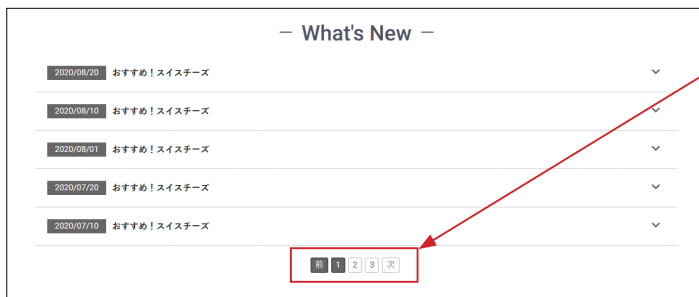 ― What's New ―
2020/08/20 おすすめ！スイスチーズ
2020/08/10 おすすめ！スイスチーズ
2020/08/01 おすすめ！スイスチーズ
2020/07/20 おすすめ！スイスチーズ
2020/07/10 おすすめ！スイスチーズ
前 1 2 3 次